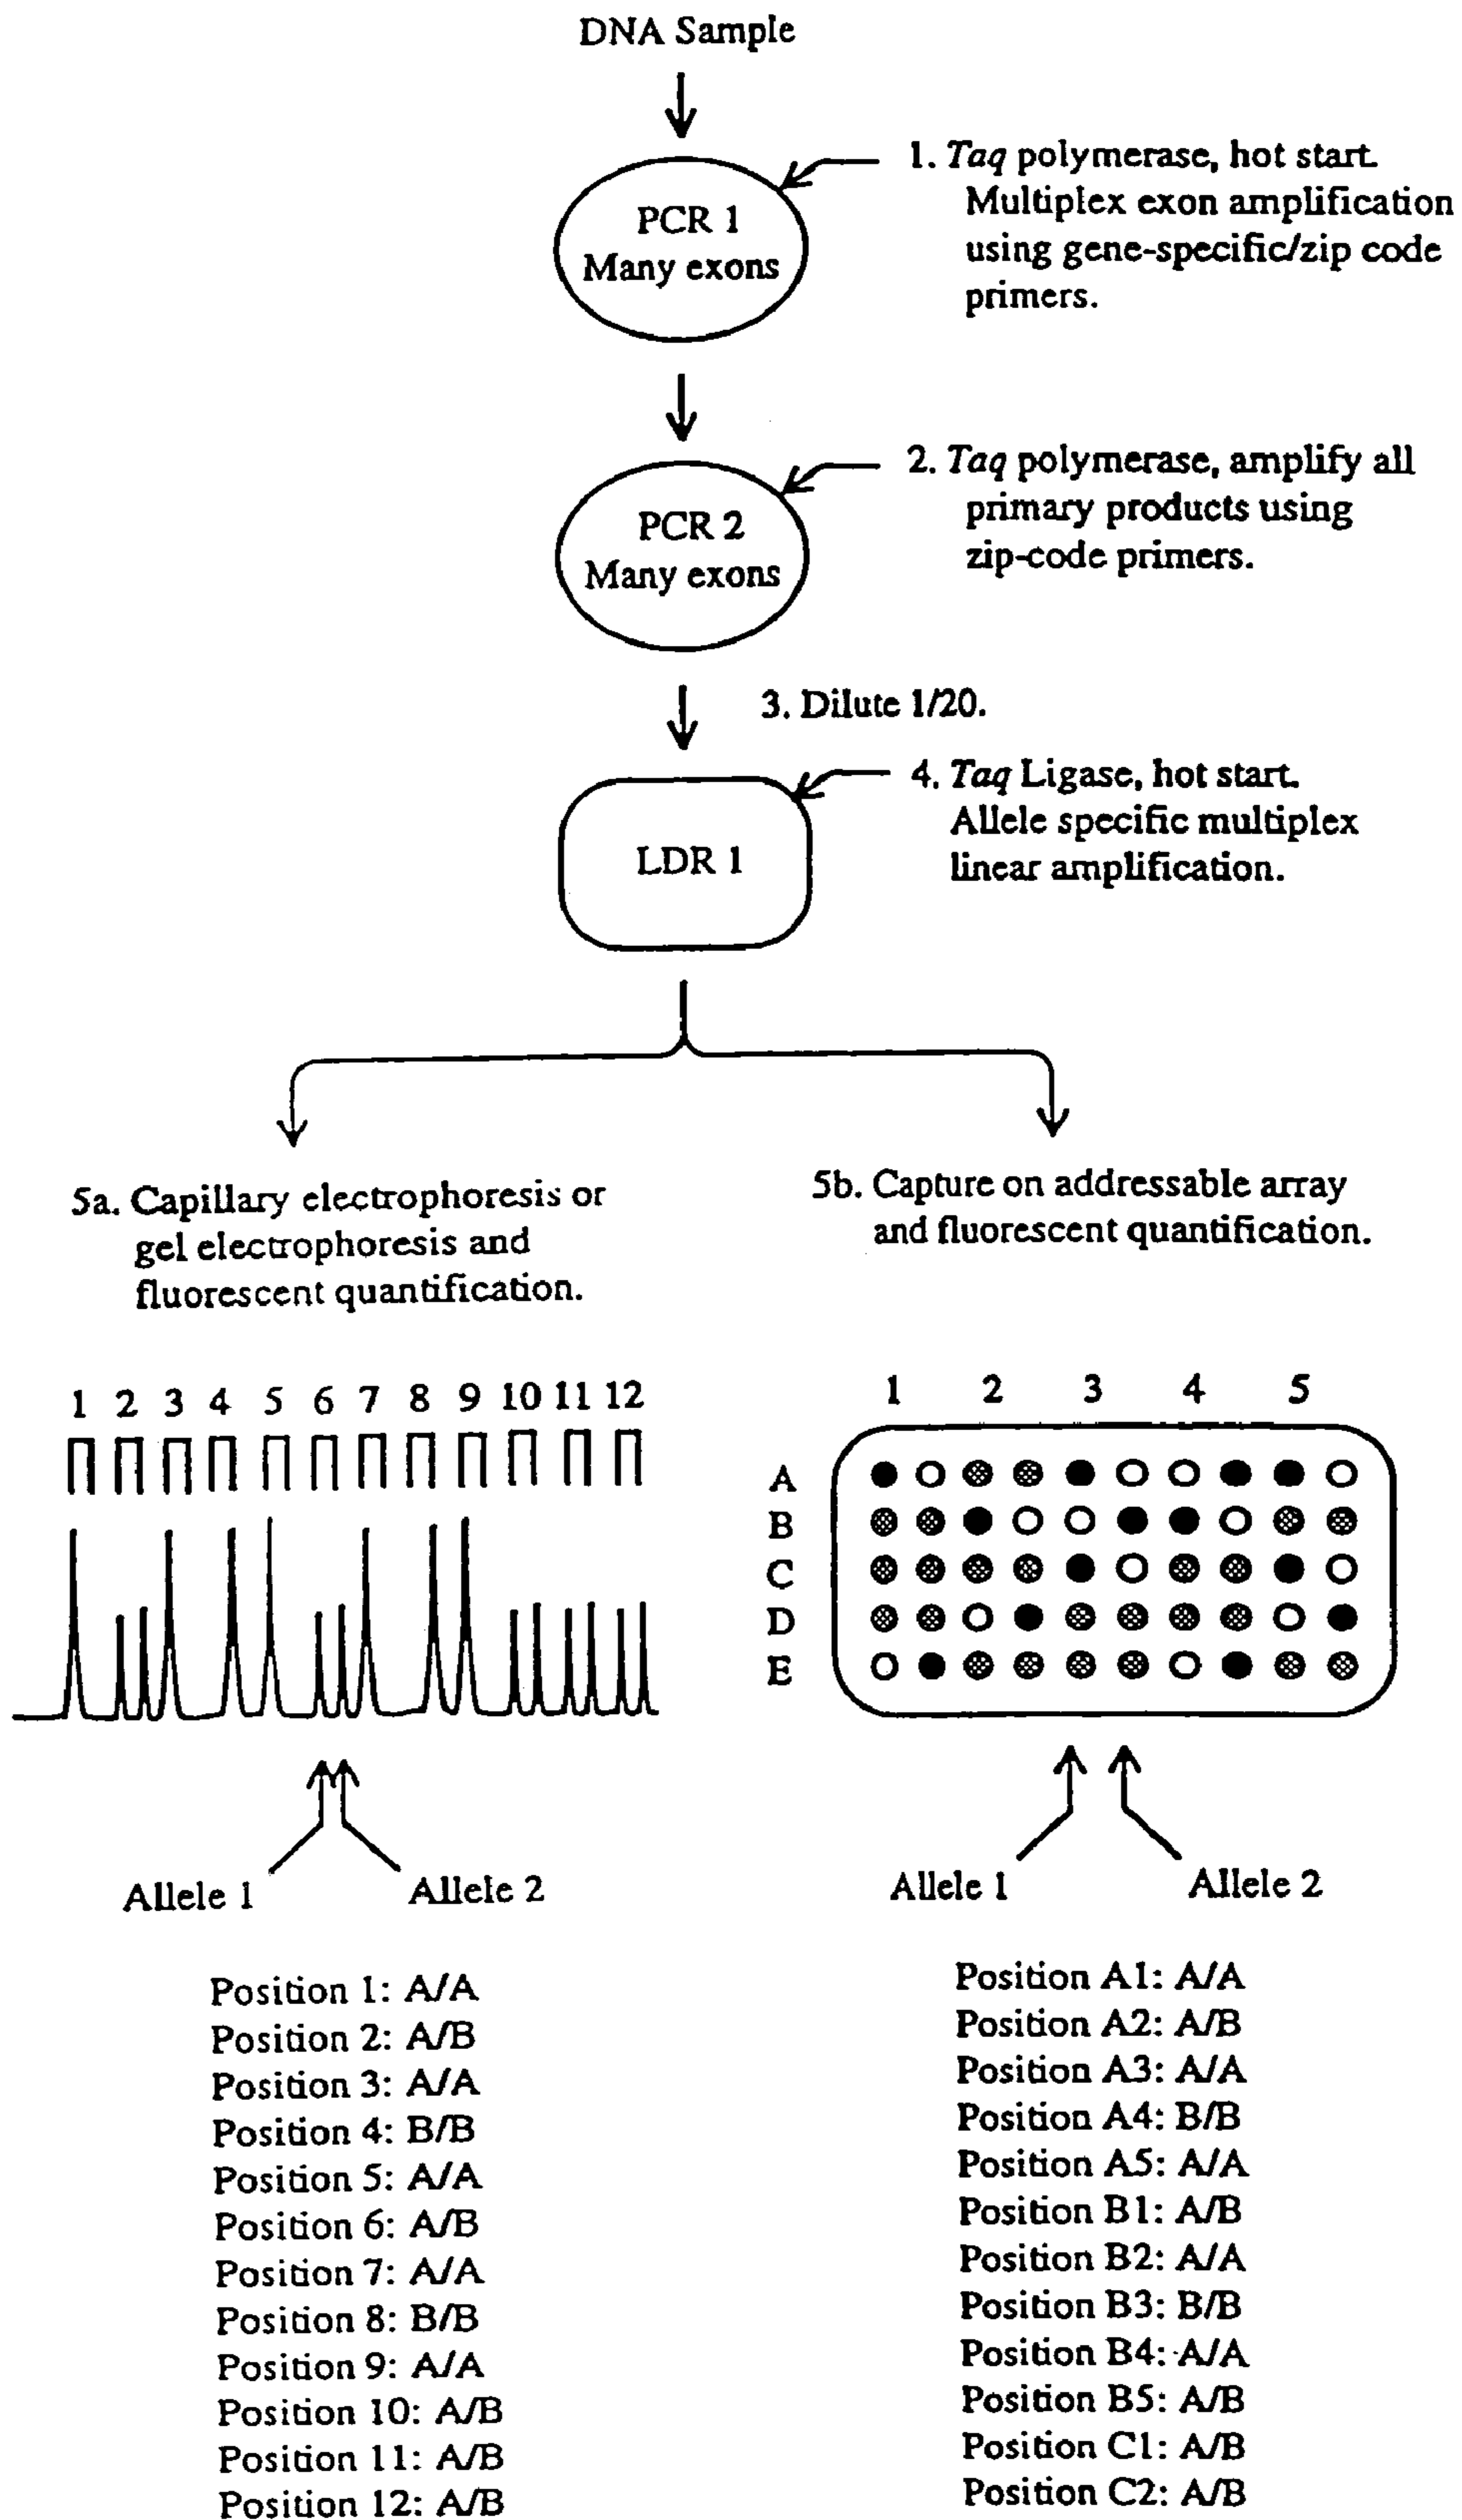 DNA Sample
PCR 1
Many exons
1. Taq polymerase, hot start.
Multiplex exon amplification
using gene-specific/zip code
primers.
PCR 2
Many exons
2. Taq polymerase, amplify all
primary products using
zip-code primers.
3. Dilute 1/20.
LDR 1
4. Taq Ligase, hot start.
Allele specific multiplex
linear amplification.
5a. Capillary electrophoresis or
gel electrophoresis and
fluorescent quantification.
1 2 3 4 5 6 7 8 9 10 11 12
Allele 1
Allele 2
Position 1: A/A
Position 2: A/B
Position 3: A/A
Position 4: B/B
Position 5: A/A
Position 6: A/B
Position 7: A/A
Position 8: B/B
Position 9: A/A
Position 10: A/B
Position 11: A/B
Position 12: A/B
5b. Capture on addressable array
and fluorescent quantification.
1 2 3 4 5
A
B
C
D
E
Allele 1
Allele 2
Position A1: A/A
Position A2: A/B
Position A3: A/A
Position A4: B/B
Position A5: A/A
Position B1: A/B
Position B2: A/A
Position B3: B/B
Position B4: A/A
Position B5: A/B
Position C1: A/B
Position C2: A/B